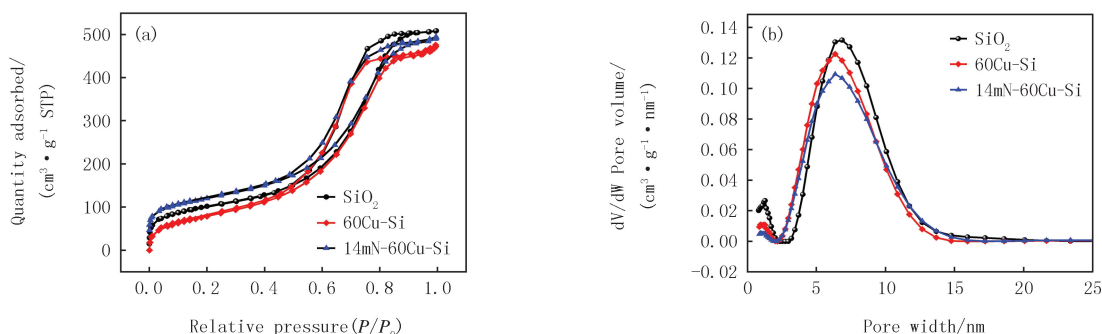 (a)
Quantity adsorbed/
(cm³·g⁻¹ STP)
500
400
300
200
100
0
SiO₂
60Cu-Si
14mN-60Cu-Si
0.0 0.2 0.4 0.6 0.8 1.0
Relative pressure(P/P₀)
(b)
dV/dW Pore volume/
(cm³·g⁻¹·nm⁻¹)
0.14
0.12
0.10
0.08
0.06
0.04
0.02
0.00
-0.02
SiO₂
60Cu-Si
14mN-60Cu-Si
0 5 10 15 20 25
Pore width/nm